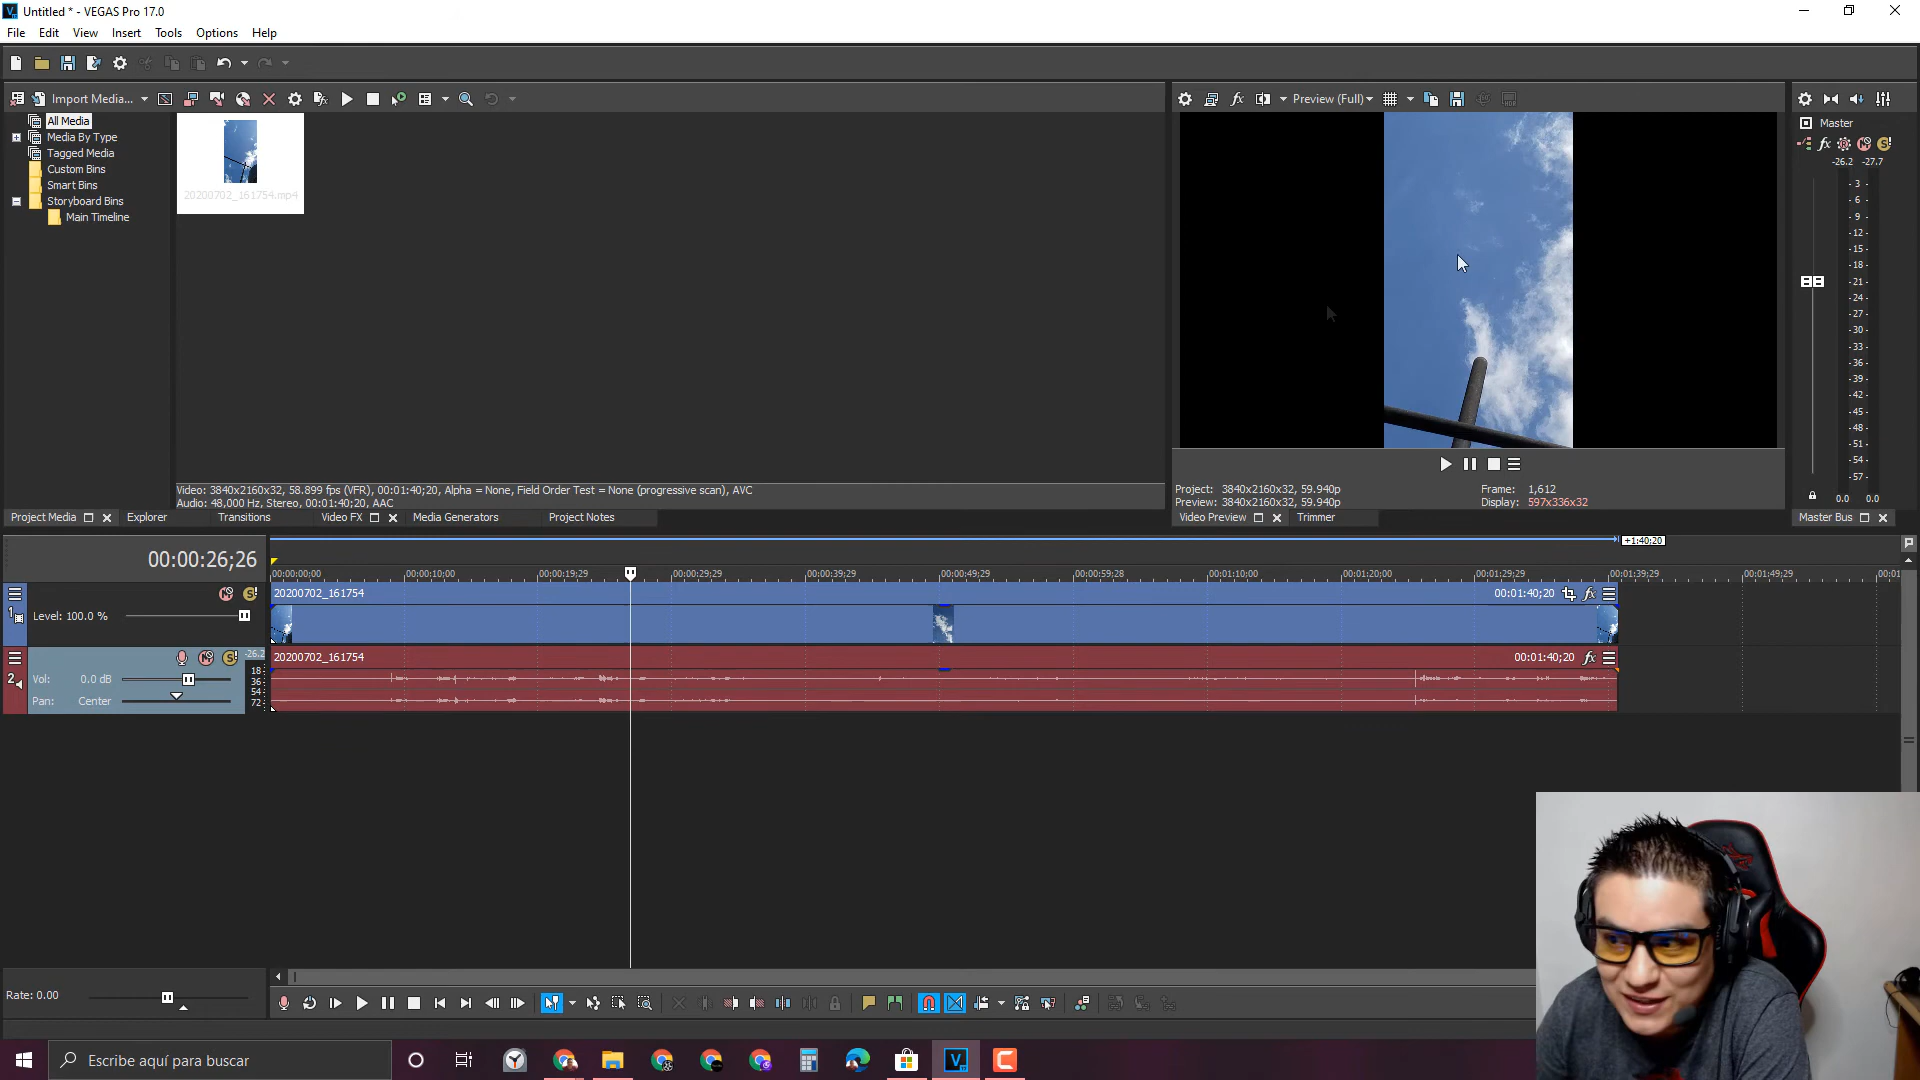 Untitled * - VEGAS Pro 17.0
File Edit View Insert Tools Options Help
Import Media...
Preview (Full)
All Media
Media By Type
Tagged Media
Custom Bins
Smart Bins
Storyboard Bins
Main Timeline
20200702_161754.mp4
Master
-26.2 -27.7
- 3 -
- 6 -
- 9 -
- 12 -
- 15 -
- 18 -
- 21 -
- 24 -
- 27 -
- 30 -
- 33 -
- 36 -
- 39 -
- 42 -
- 45 -
- 48 -
- 51 -
- 54 -
- 57 -
0.0 0.0
Video: 3840x2160x32, 58.899 fps (VFR), 00:01:40;20, Alpha = None, Field Order Test = None (progressive scan), AVC
Audio: 48,000 Hz, Stereo, 00:01:40;20, AAC
Project: 3840x2160x32, 59.940p Frame: 1,612
Preview: 3840x2160x32, 59.940p Display: 597x336x32
Project Media Explorer Transitions Video FX Media Generators Project Notes
Video Preview Trimmer
Master Bus
00:00:26;26
+1:40;20
00:00:00;00 00:00:10;00 00:00:19;29 00:00:29;29 00:00:39;29 00:00:49;29 00:00:59;28 00:01:10;00 00:01:20;00 00:01:29;29 00:01:39;29 00:01:49;29 00:01
1
Level: 100.0 %
20200702_161754 00:01:40;20 fx
2
-26.2
18
36
54
72
Vol: 0.0 dB
Pan: Center
20200702_161754 00:01:40;20 fx
Rate: 0.00
Escribe aquí para buscar